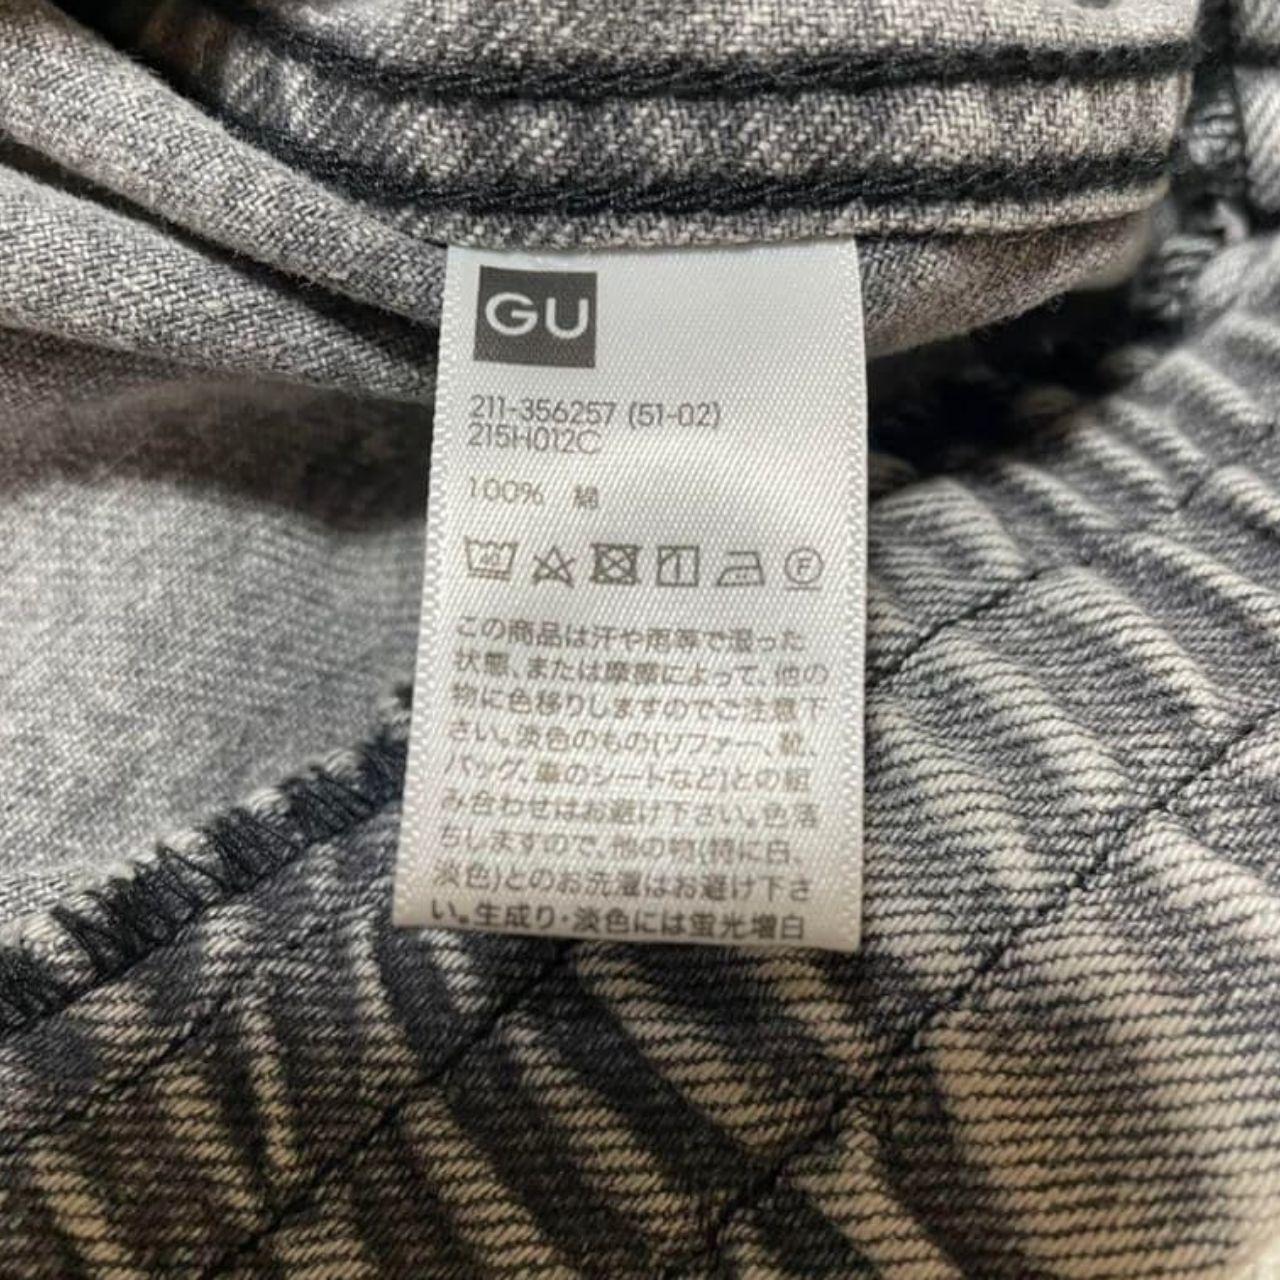 GU
211-356257 (51-02)
215H012C
100% 綿
F
この商品は汗や雨等で湿った
状態、または摩擦によって、他の
物に色移りしますのでご注意下
さい。淡色のもの(ソファー、靴、
バッグ、車のシートなど)との組
み合わせはお避け下さい。色落
ちしますので、他の物(特に白、
淡色)とのお洗濯はお避け下さ
い。生成り・淡色には蛍光増白